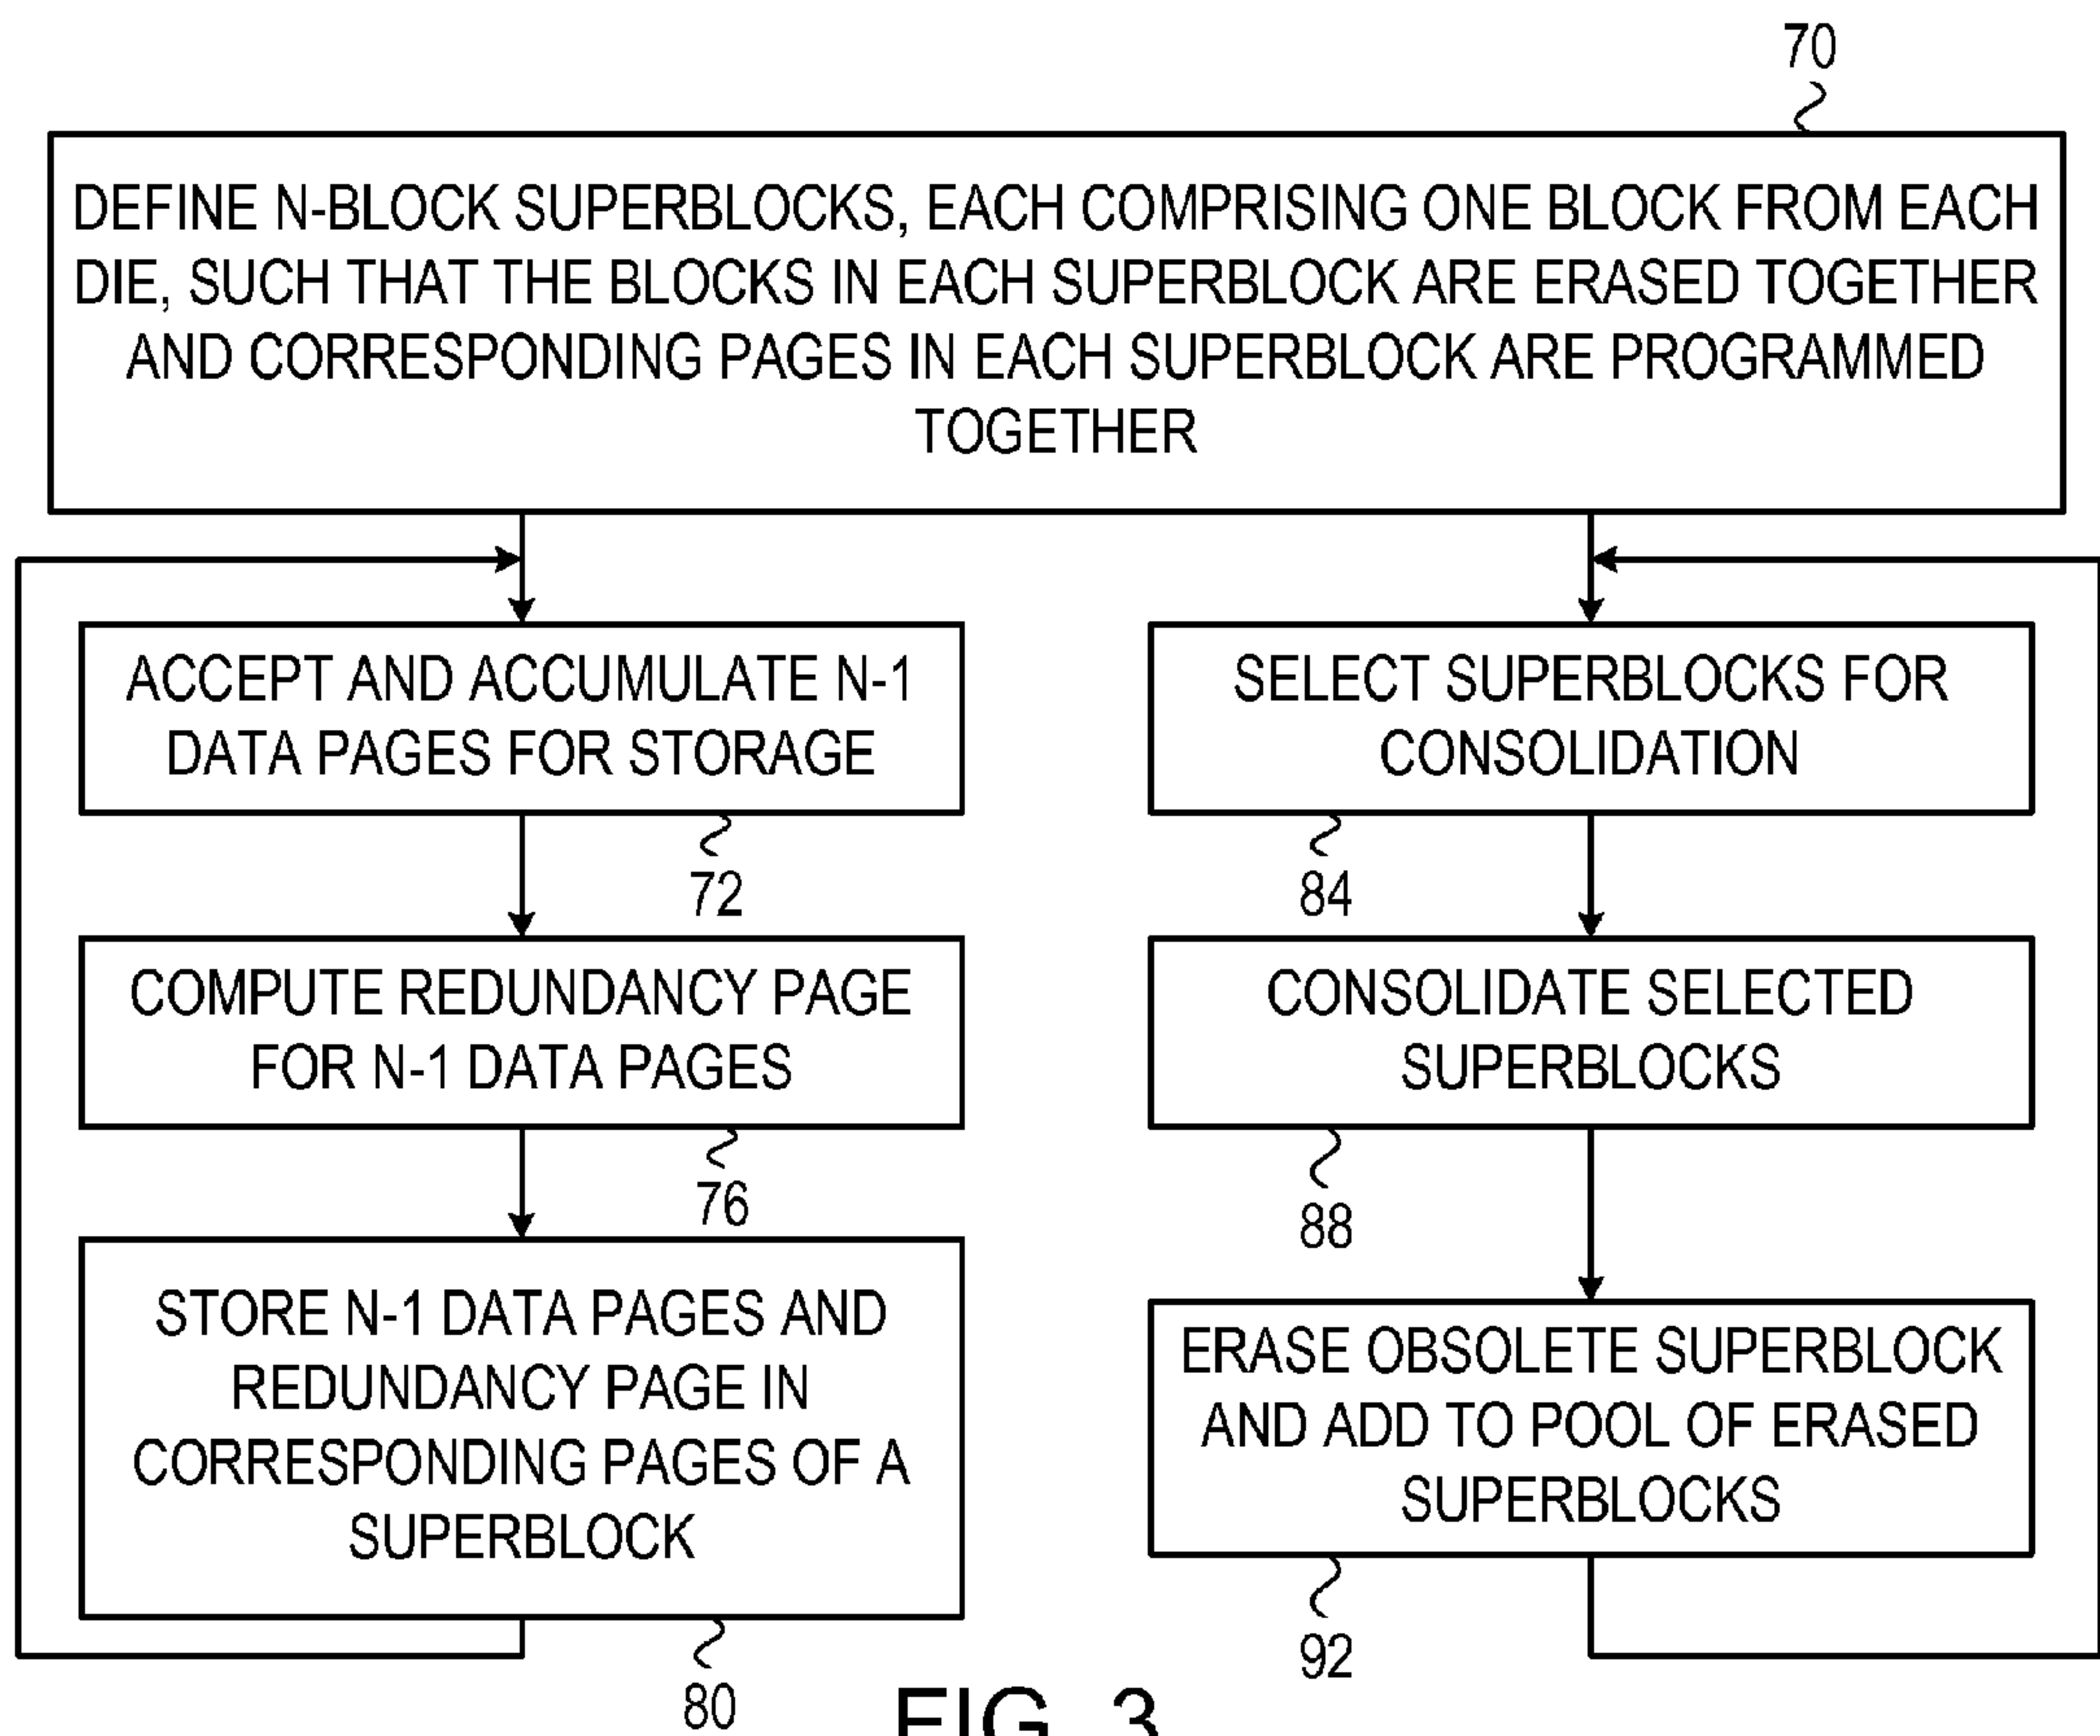 70
DEFINE N-BLOCK SUPERBLOCKS, EACH COMPRISING ONE BLOCK FROM EACH
DIE, SUCH THAT THE BLOCKS IN EACH SUPERBLOCK ARE ERASED TOGETHER
AND CORRESPONDING PAGES IN EACH SUPERBLOCK ARE PROGRAMMED
TOGETHER
ACCEPT AND ACCUMULATE N-1
DATA PAGES FOR STORAGE
72
COMPUTE REDUNDANCY PAGE
FOR N-1 DATA PAGES
76
STORE N-1 DATA PAGES AND
REDUNDANCY PAGE IN
CORRESPONDING PAGES OF A
SUPERBLOCK
80
SELECT SUPERBLOCKS FOR
CONSOLIDATION
84
CONSOLIDATE SELECTED
SUPERBLOCKS
88
ERASE OBSOLETE SUPERBLOCK
AND ADD TO POOL OF ERASED
SUPERBLOCKS
92
FIG. 3